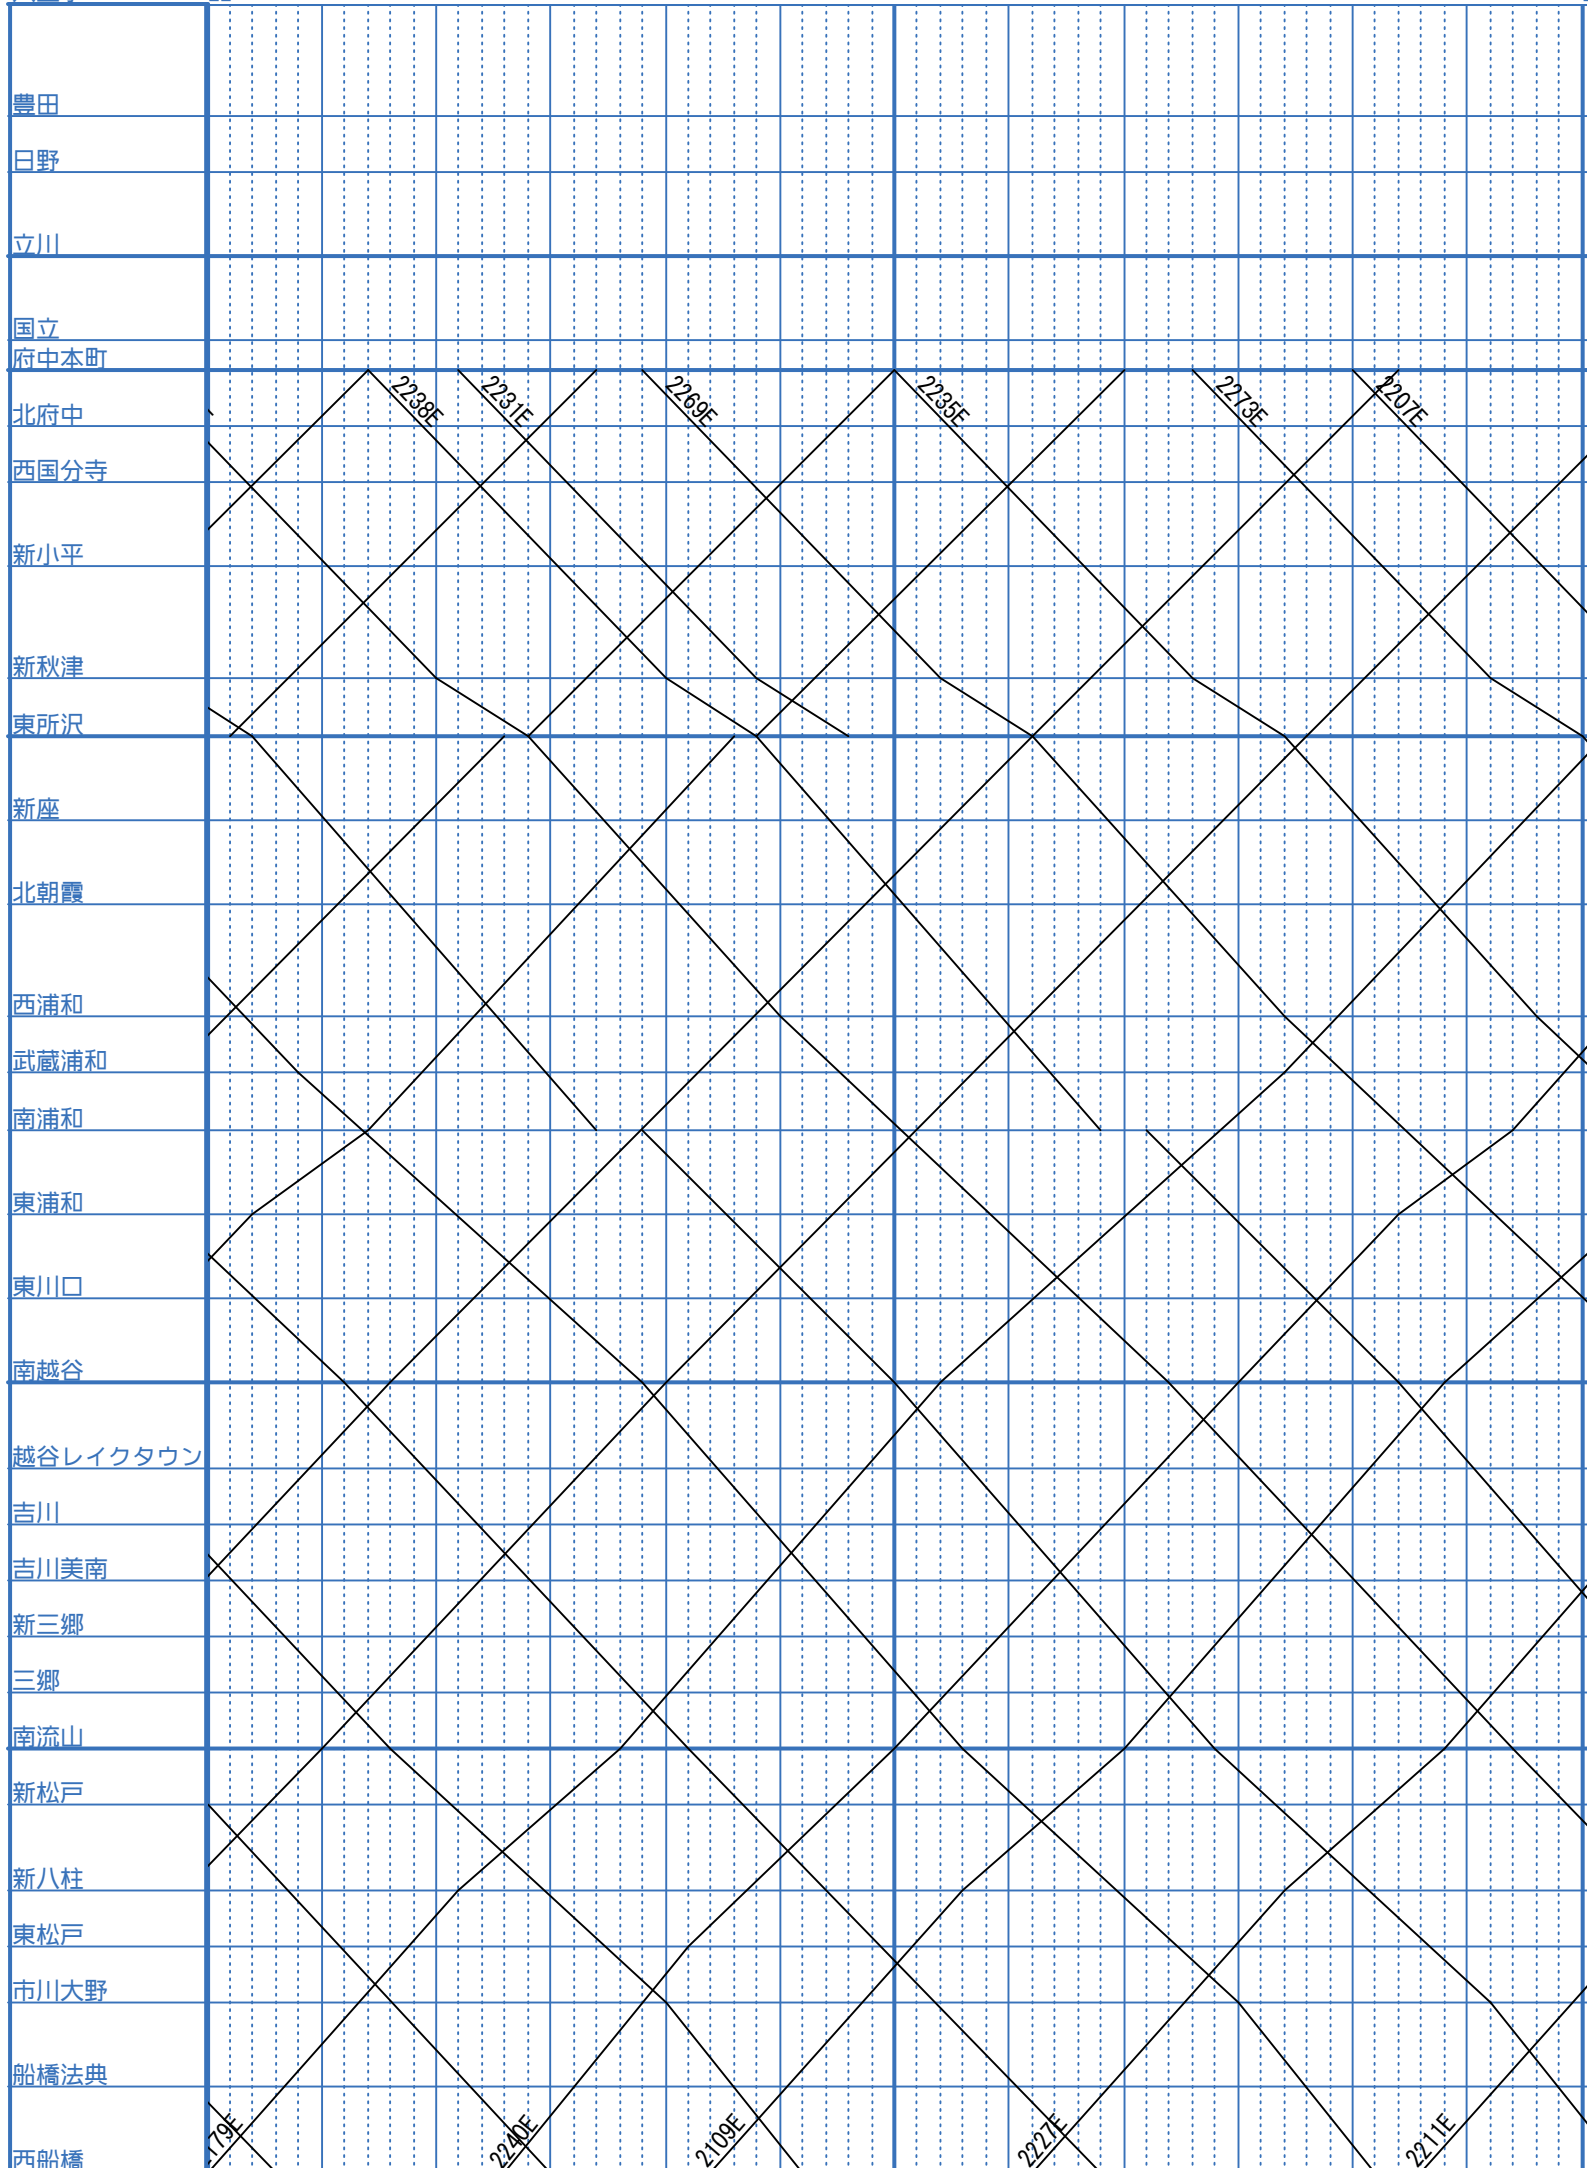 豊田
日野
立川
国立
府中本町
2238E
2231E
2269E
2235E
2273E
2207E
北府中
西国分寺
新小平
新秋津
東所沢
新座
北朝霞
西浦和
武蔵浦和
南浦和
東浦和
東川口
南越谷
越谷レイクタウン
吉川
吉川美南
新三郷
三郷
南流山
新松戸
新八柱
東松戸
市川大野
船橋法典
179E
2240E
2109E
2227E
2211E
西船橋